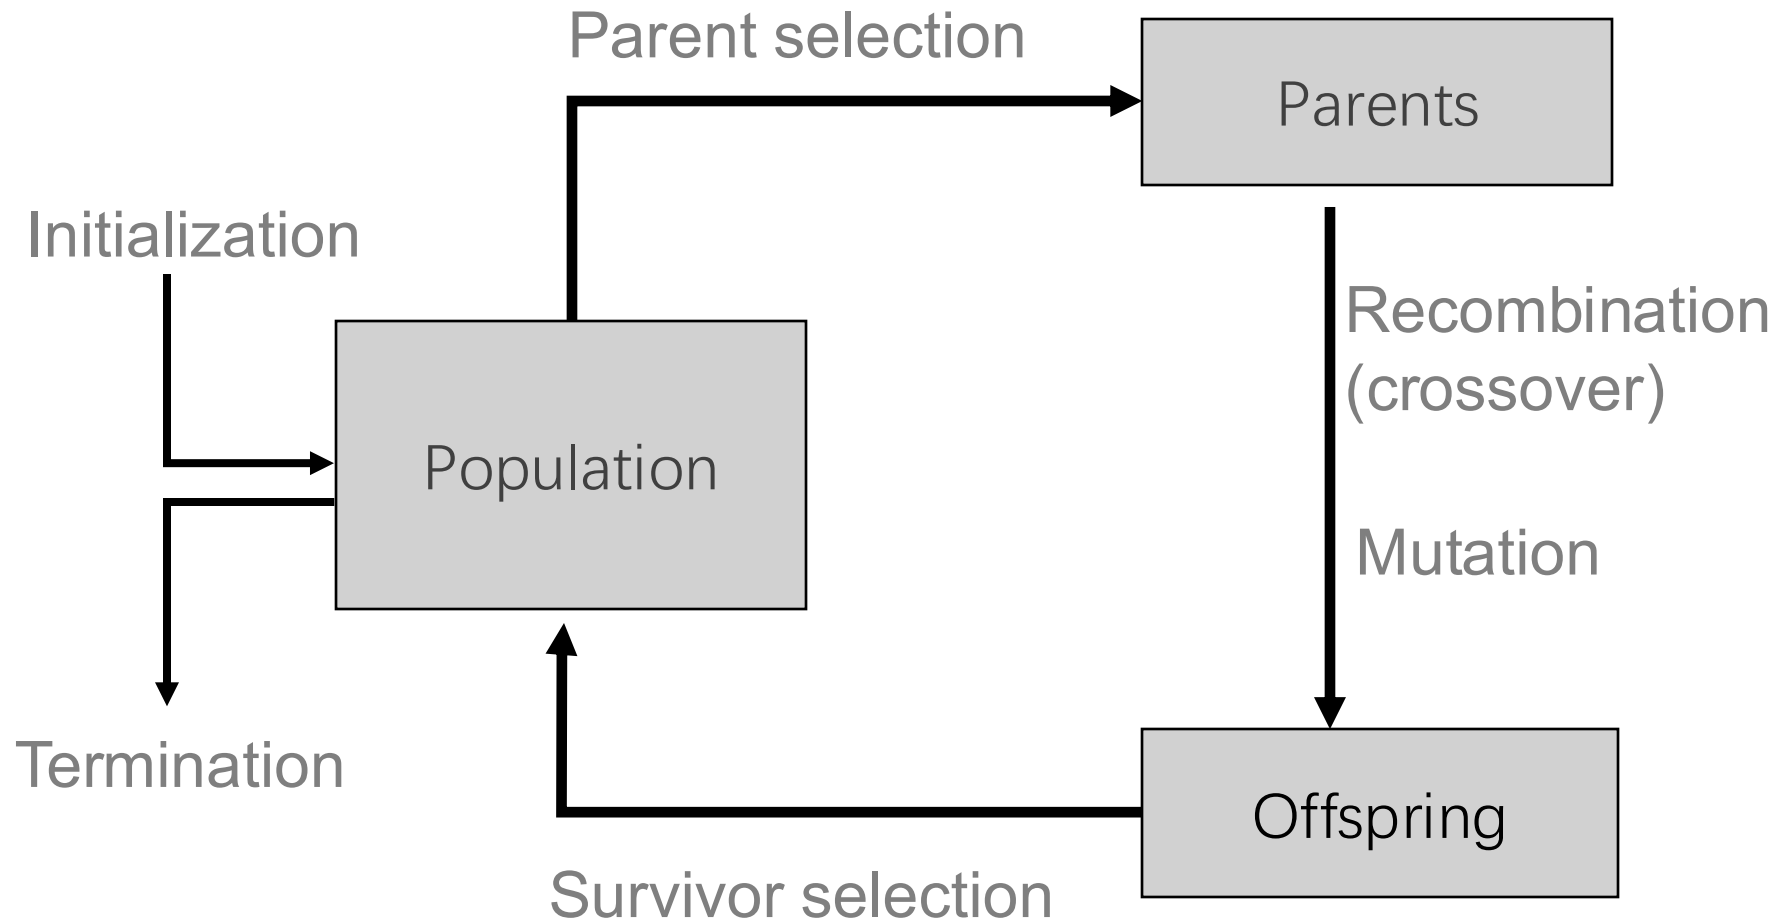 Parent selection
Parents
Initialization
Recombination
(crossover)
Population
Mutation
Termination
Offspring
Survivor selection